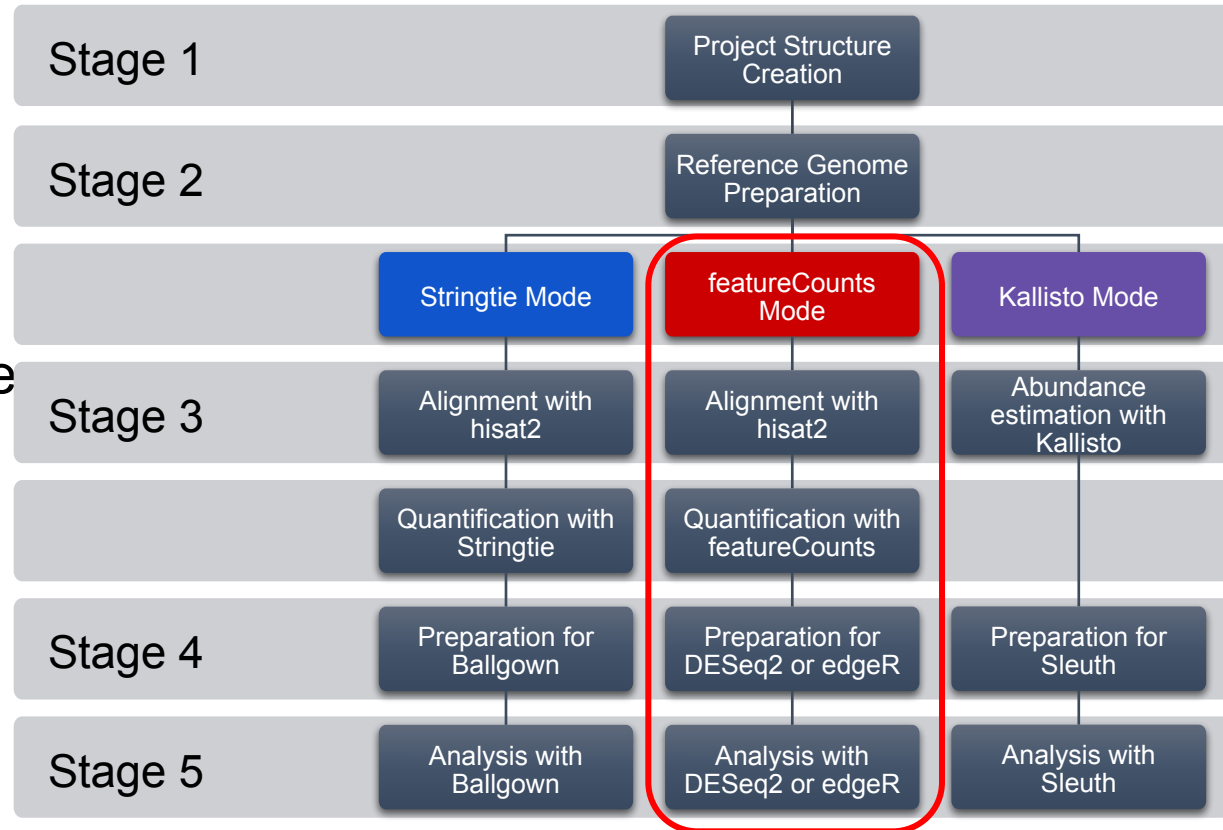 Stage 1
Project Structure
Creation
Stage 2
Reference Genome
Preparation
Stringtie Mode
featureCounts
Mode
Kallisto Mode
e
Stage 3
Alignment with
hisat2
Alignment with
hisat2
Abundance
estimation with
Kallisto
Quantification with
Stringtie
Quantification with
featureCounts
Stage 4
Preparation for
Ballgown
Preparation for
DESeq2 or edgeR
Preparation for
Sleuth
Stage 5
Analysis with
Ballgown
Analysis with
DESeq2 or edgeR
Analysis with
Sleuth